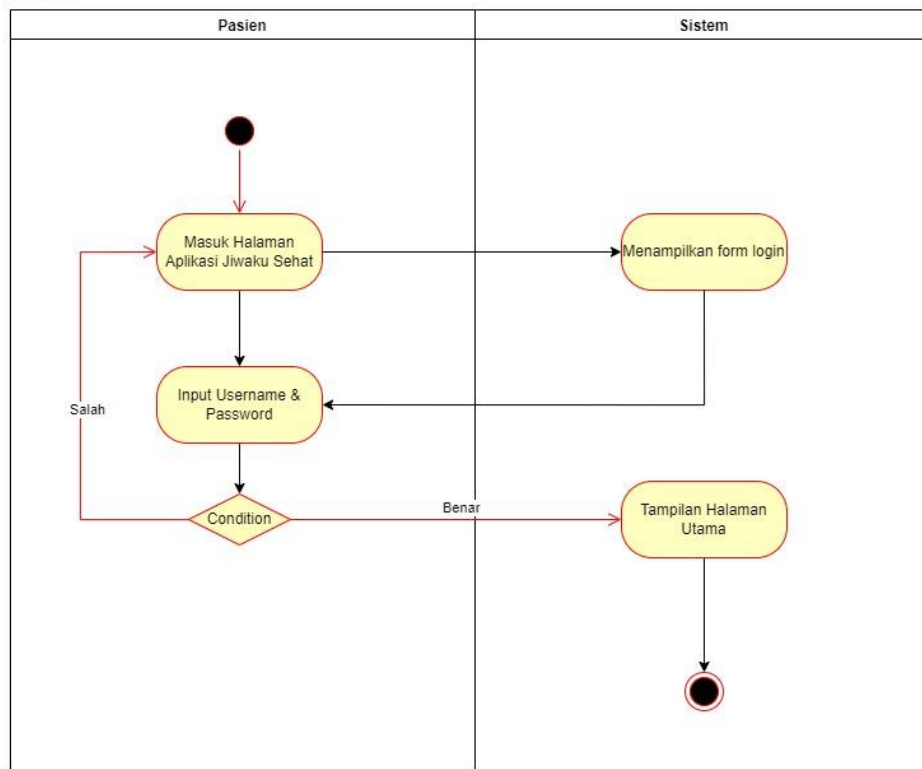 Pasien
Sistem
Masuk Halaman
Aplikasi Jiwaku Sehat
Menampilkan form login
Input Username &
Password
Salah
Condition
Benar
Tampilan Halaman
Utama